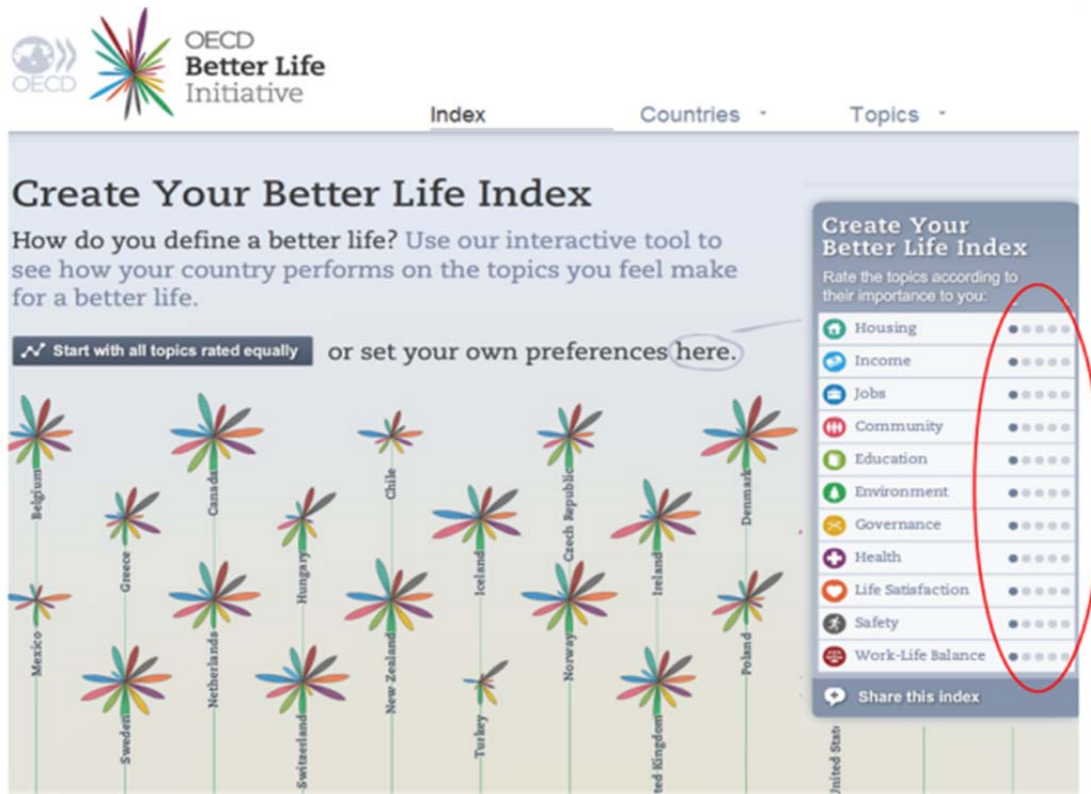 OECD
OECD
Better Life
Initiative
Index
Countries
Topics
Create Your Better Life Index
How do you define a better life? Use our interactive tool to
see how your country performs on the topics you feel make
for a better life.
Start with all topics rated equally
or set your own preferences here.
Create Your
Better Life Index
Rate the topics according to
their importance to you:
Housing
Income
Jobs
Community
Education
Environment
Governance
Health
Life Satisfaction
Safety
Work-Life Balance
Share this index
Belgium
Canada
Chile
Czech Republic
Denmark
Greece
Hungary
Iceland
Ireland
Mexico
Netherlands
New Zealand
Norway
Poland
Sweden
Switzerland
Turkey
ted Kingdom
United Stat